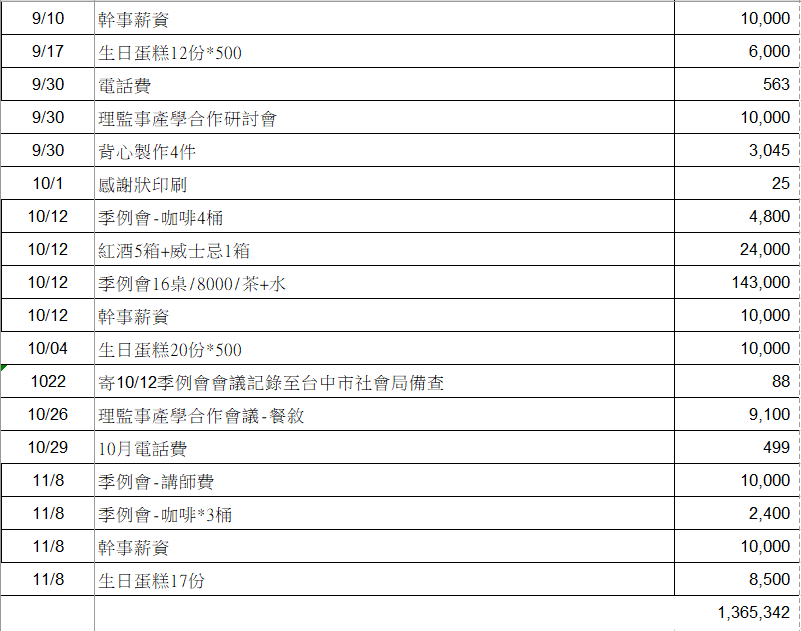 9/10 幹事薪資 10,000
9/17 生日蛋糕12份*500 6,000
9/30 電話費 563
9/30 理監事產學合作研討會 10,000
9/30 背心製作4件 3,045
10/1 感謝狀印刷 25
10/12 季例會-咖啡4桶 4,800
10/12 紅酒5箱+威士忌1箱 24,000
10/12 季例會16桌/8000/茶+水 143,000
10/12 幹事薪資 10,000
10/04 生日蛋糕20份*500 10,000
1022 寄10/12季例會會議記錄至台中市社會局備查 88
10/26 理監事產學合作會議-餐敘 9,100
10/29 10月電話費 499
11/8 季例會-講師費 10,000
11/8 季例會-咖啡*3桶 2,400
11/8 幹事薪資 10,000
11/8 生日蛋糕17份 8,500
1,365,342